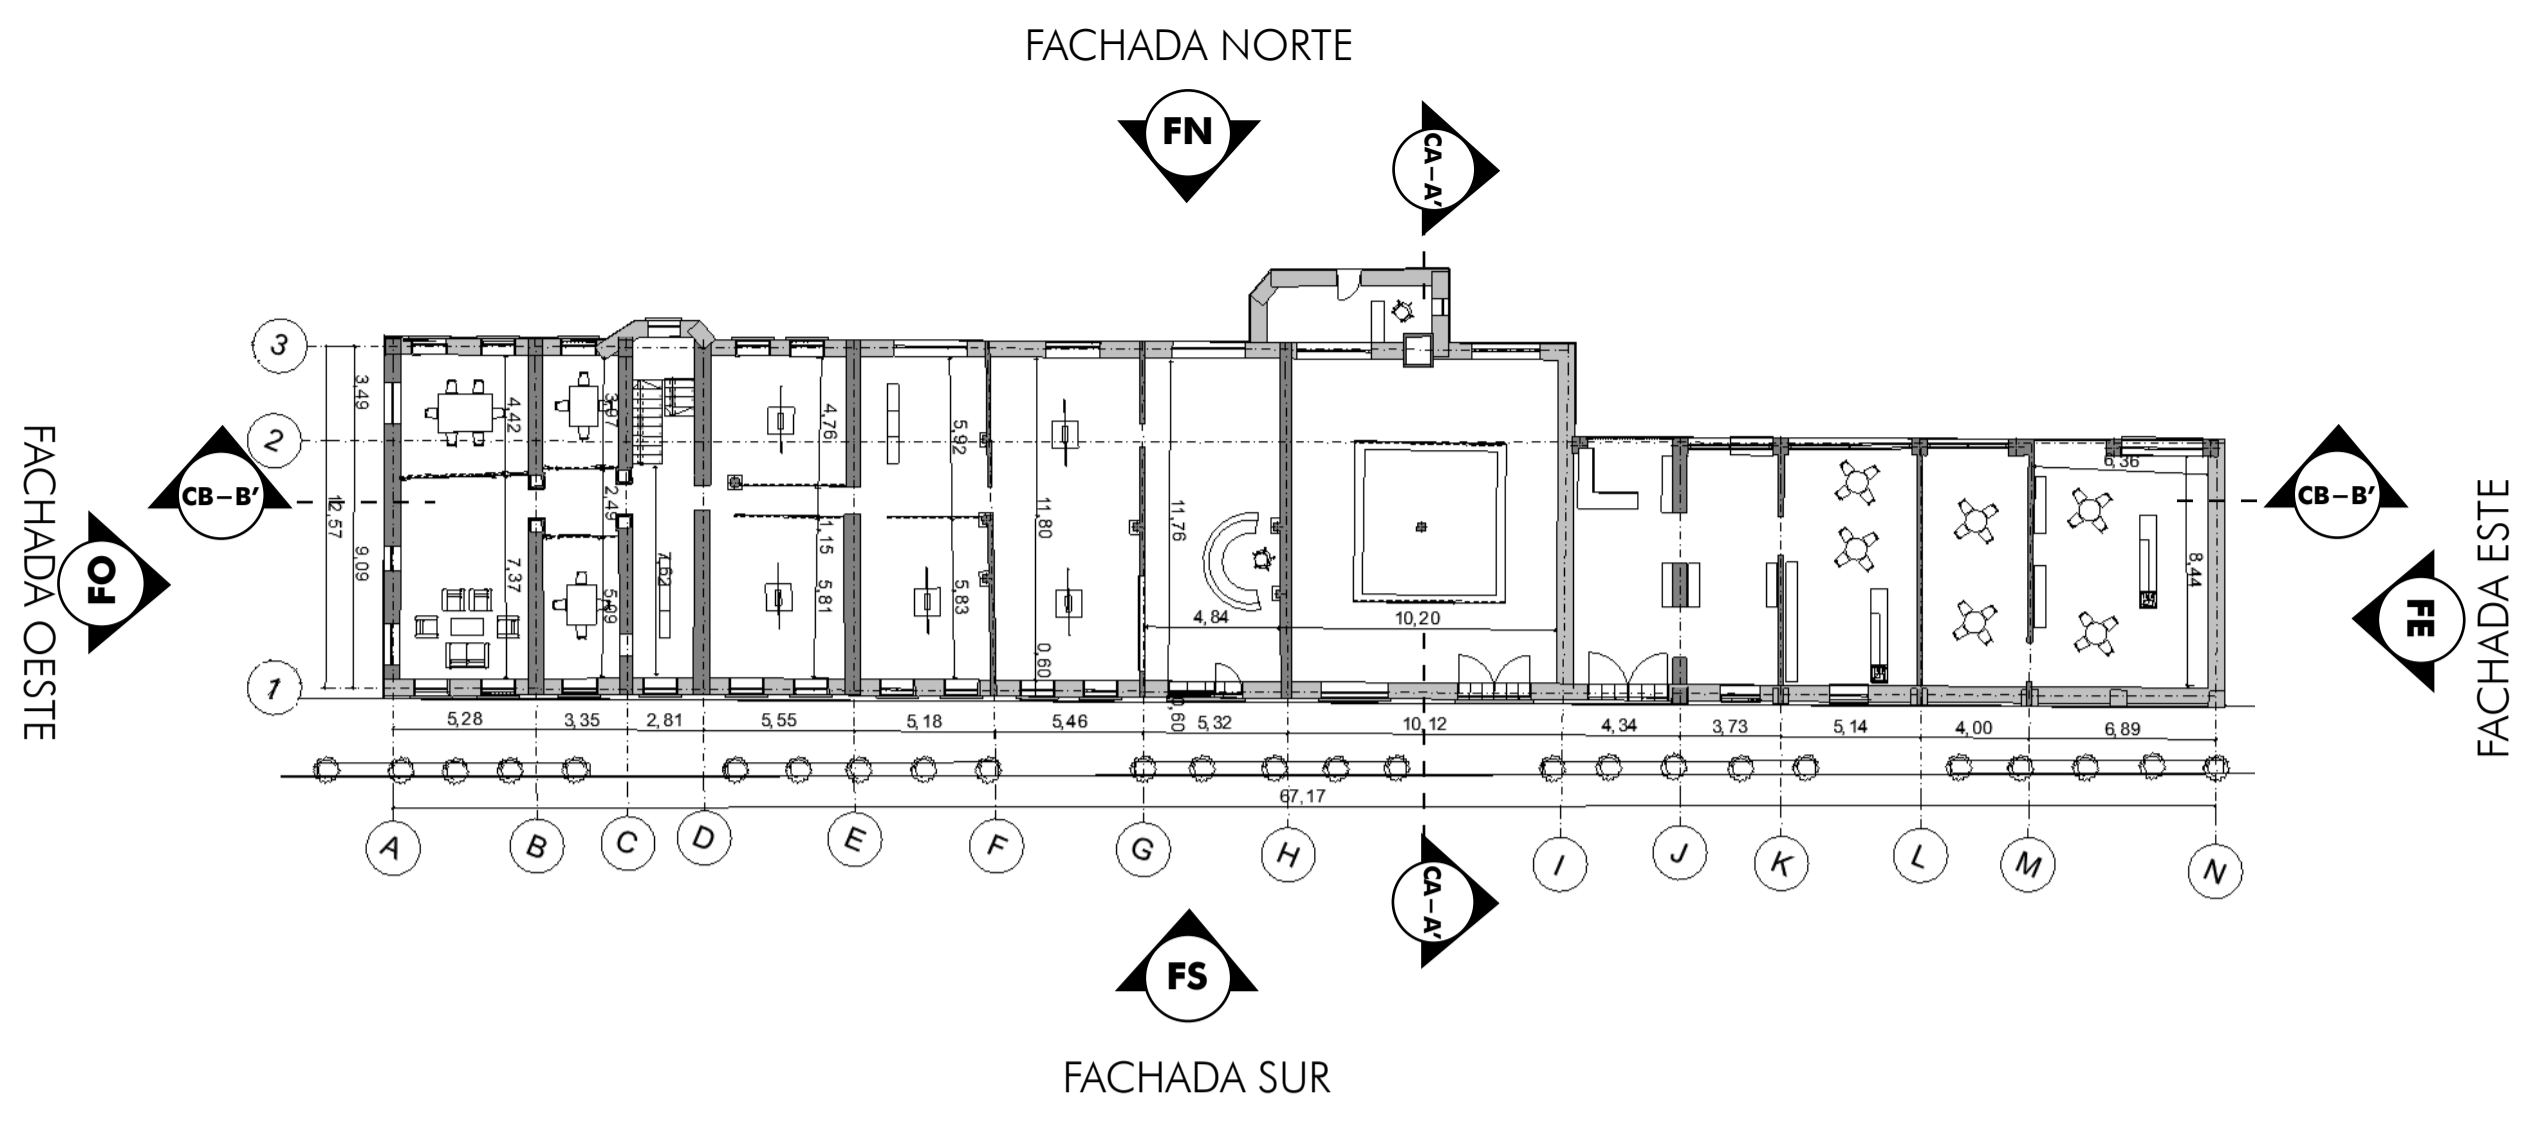 FACHADA NORTE
FN
CA–A’
3
2
1
3,49
12,57
9,09
FACHADA OESTE
FO
CB–B’
4,42
7,37
2,49
5,09
7,62
4,76
1,15
5,81
5,92
5,83
11,80
0,60
11,76
4,84
10,20
6,36
8,44
CB–B’
FE
FACHADA ESTE
5,28
3,35
2,81
5,55
5,18
5,46
0,60
5,32
10,12
4,34
3,73
5,14
4,00
6,89
67,17
A
B
C
D
E
F
G
H
I
J
K
L
M
N
CA–A’
FS
FACHADA SUR